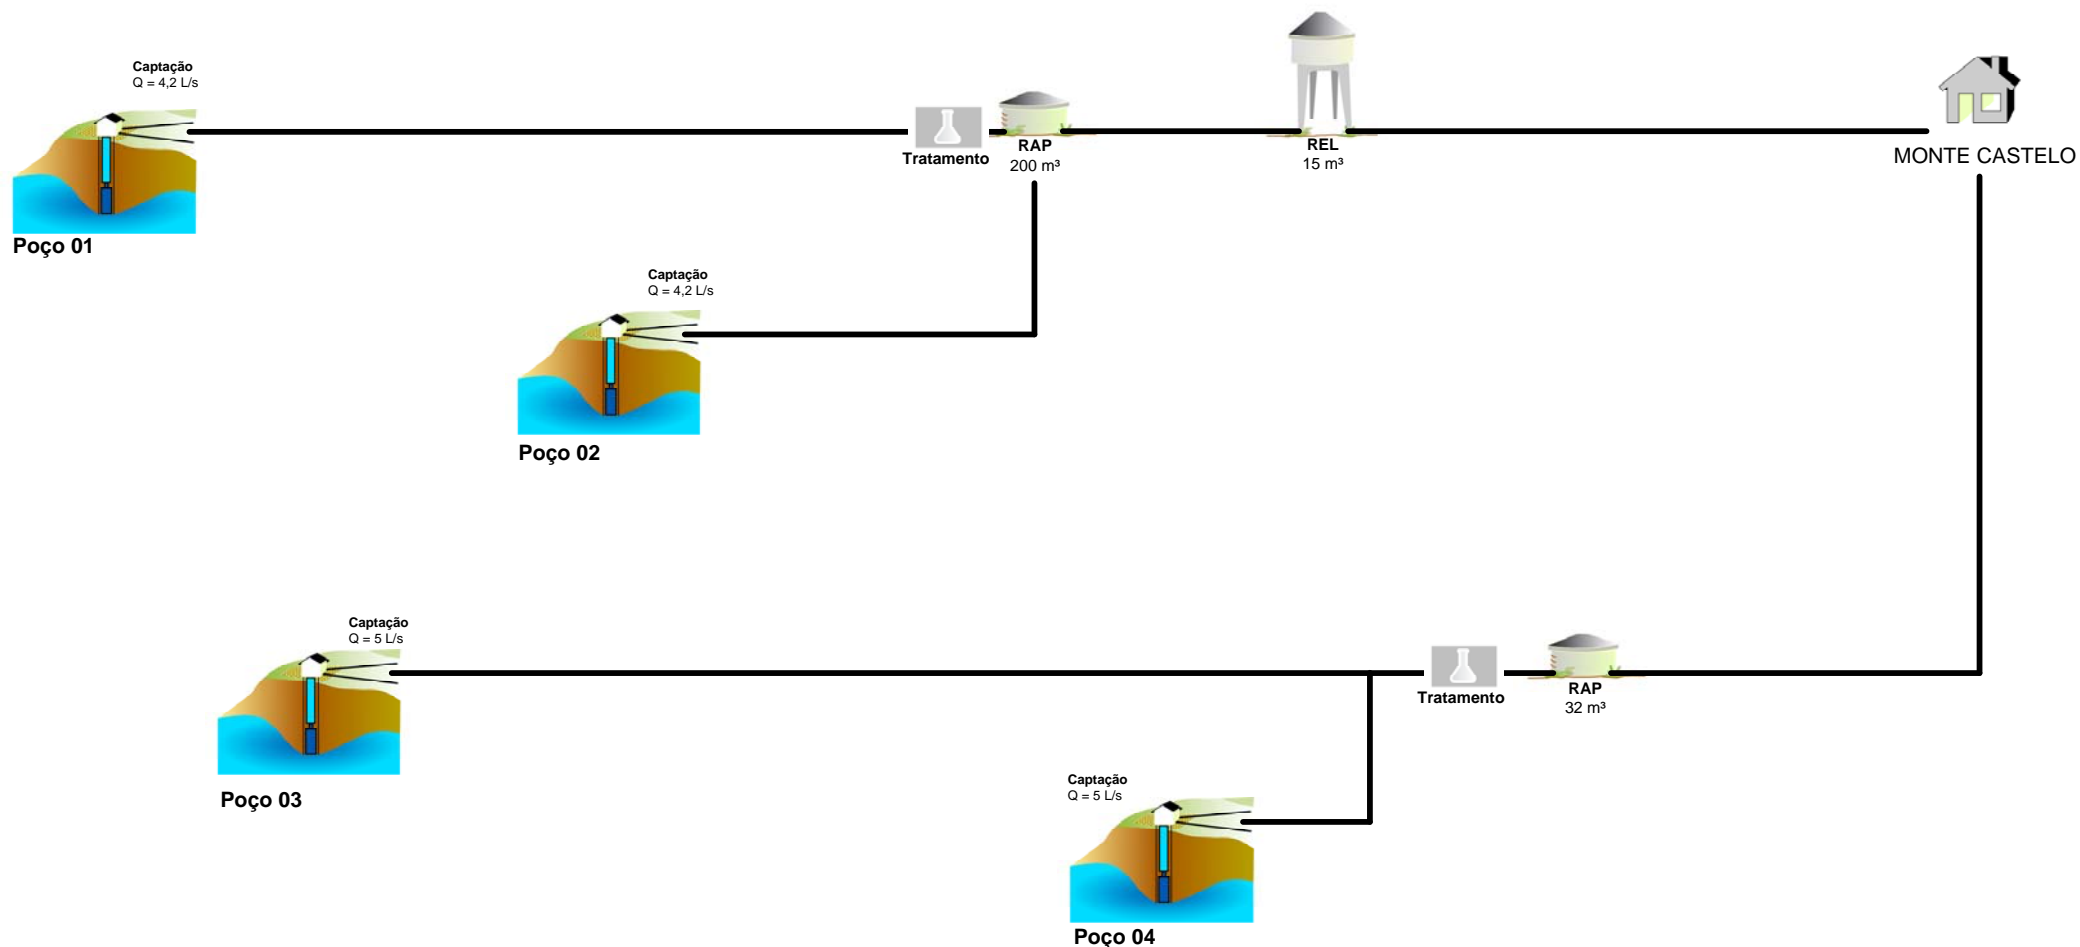 Captação
Q = 4,2 L/s
Poço 01
Tratamento
RAP
200 m³
REL
15 m³
MONTE CASTELO
Captação
Q = 4,2 L/s
Poço 02
Captação
Q = 5 L/s
Poço 03
Tratamento
RAP
32 m³
Captação
Q = 5 L/s
Poço 04